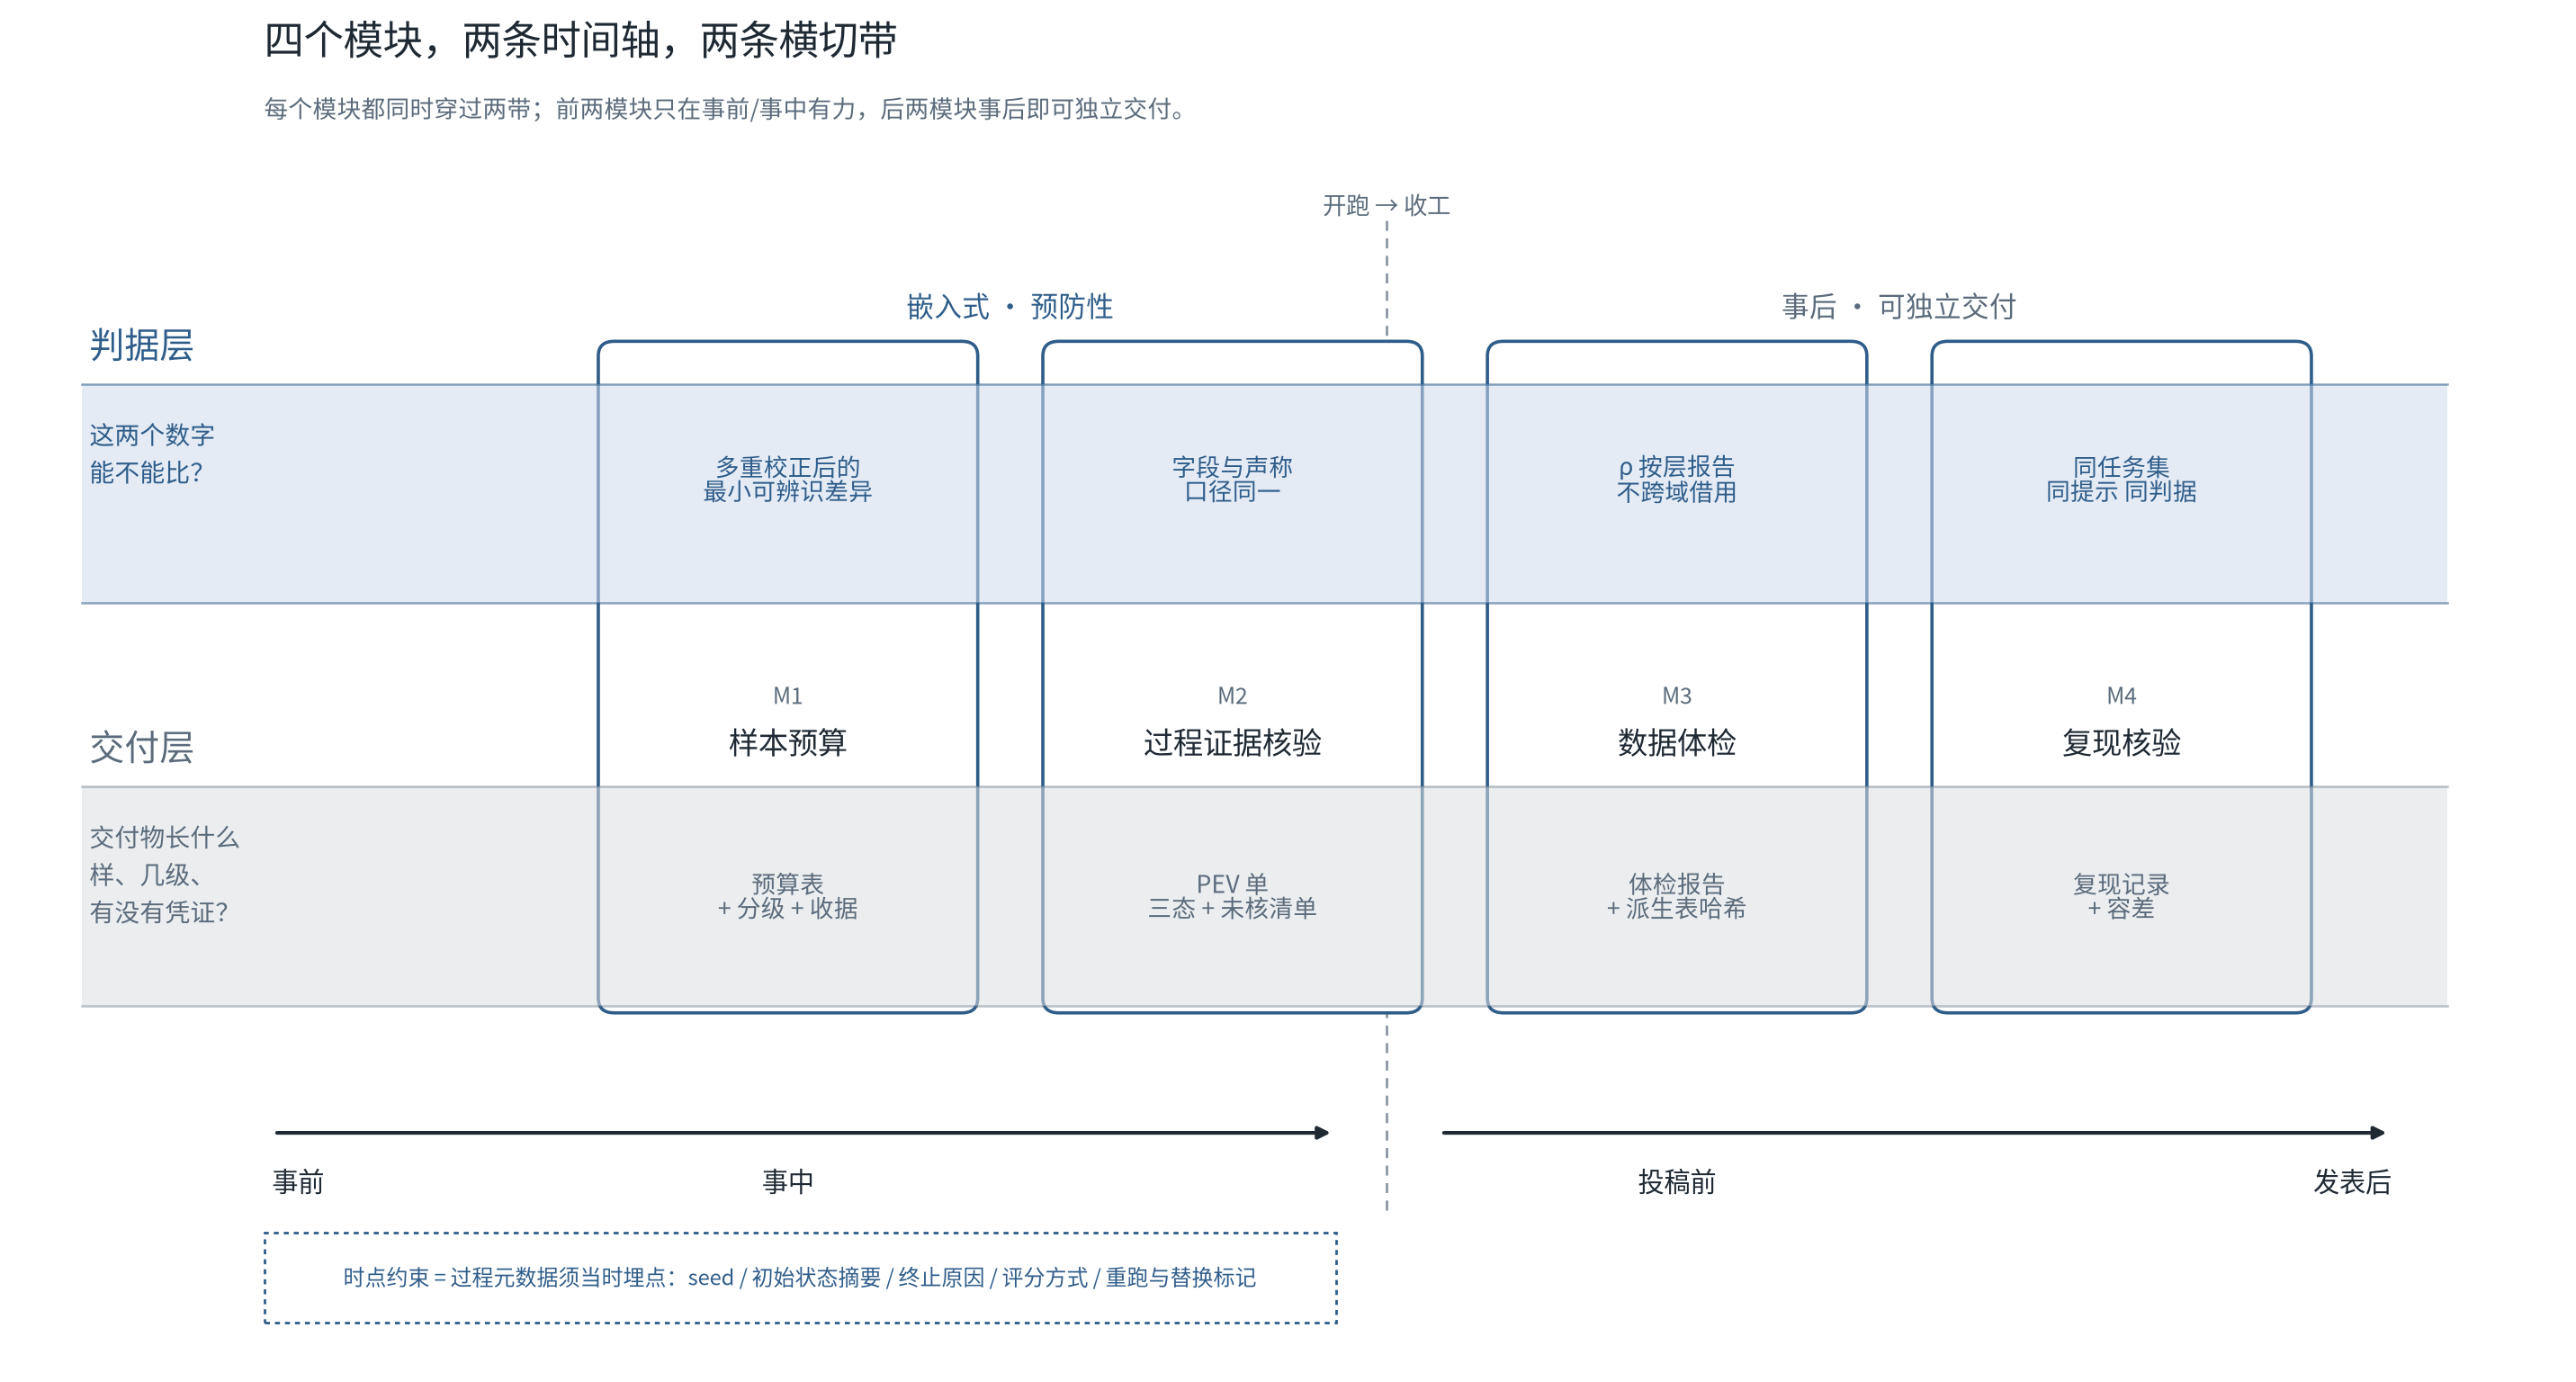 四个模块，两条时间轴，两条横切带
每个模块都同时穿过两带；前两模块只在事前/事中有力，后两模块事后即可独立交付。
开跑 → 收工
嵌入式 · 预防性
事后 · 可独立交付
判据层
这两个数字
能不能比？
多重校正后的
最小可辨识差异
字段与声称
口径同一
ρ 按层报告
不跨域借用
同任务集
同提示 同判据
M1
样本预算
M2
过程证据核验
M3
数据体检
M4
复现核验
交付层
交付物长什么
样、几级、
有没有凭证？
预算表
+ 分级 + 收据
PEV 单
三态 + 未核清单
体检报告
+ 派生表哈希
复现记录
+ 容差
事前
事中
投稿前
发表后
时点约束 = 过程元数据须当时埋点：seed / 初始状态摘要 / 终止原因 / 评分方式 / 重跑与替换标记